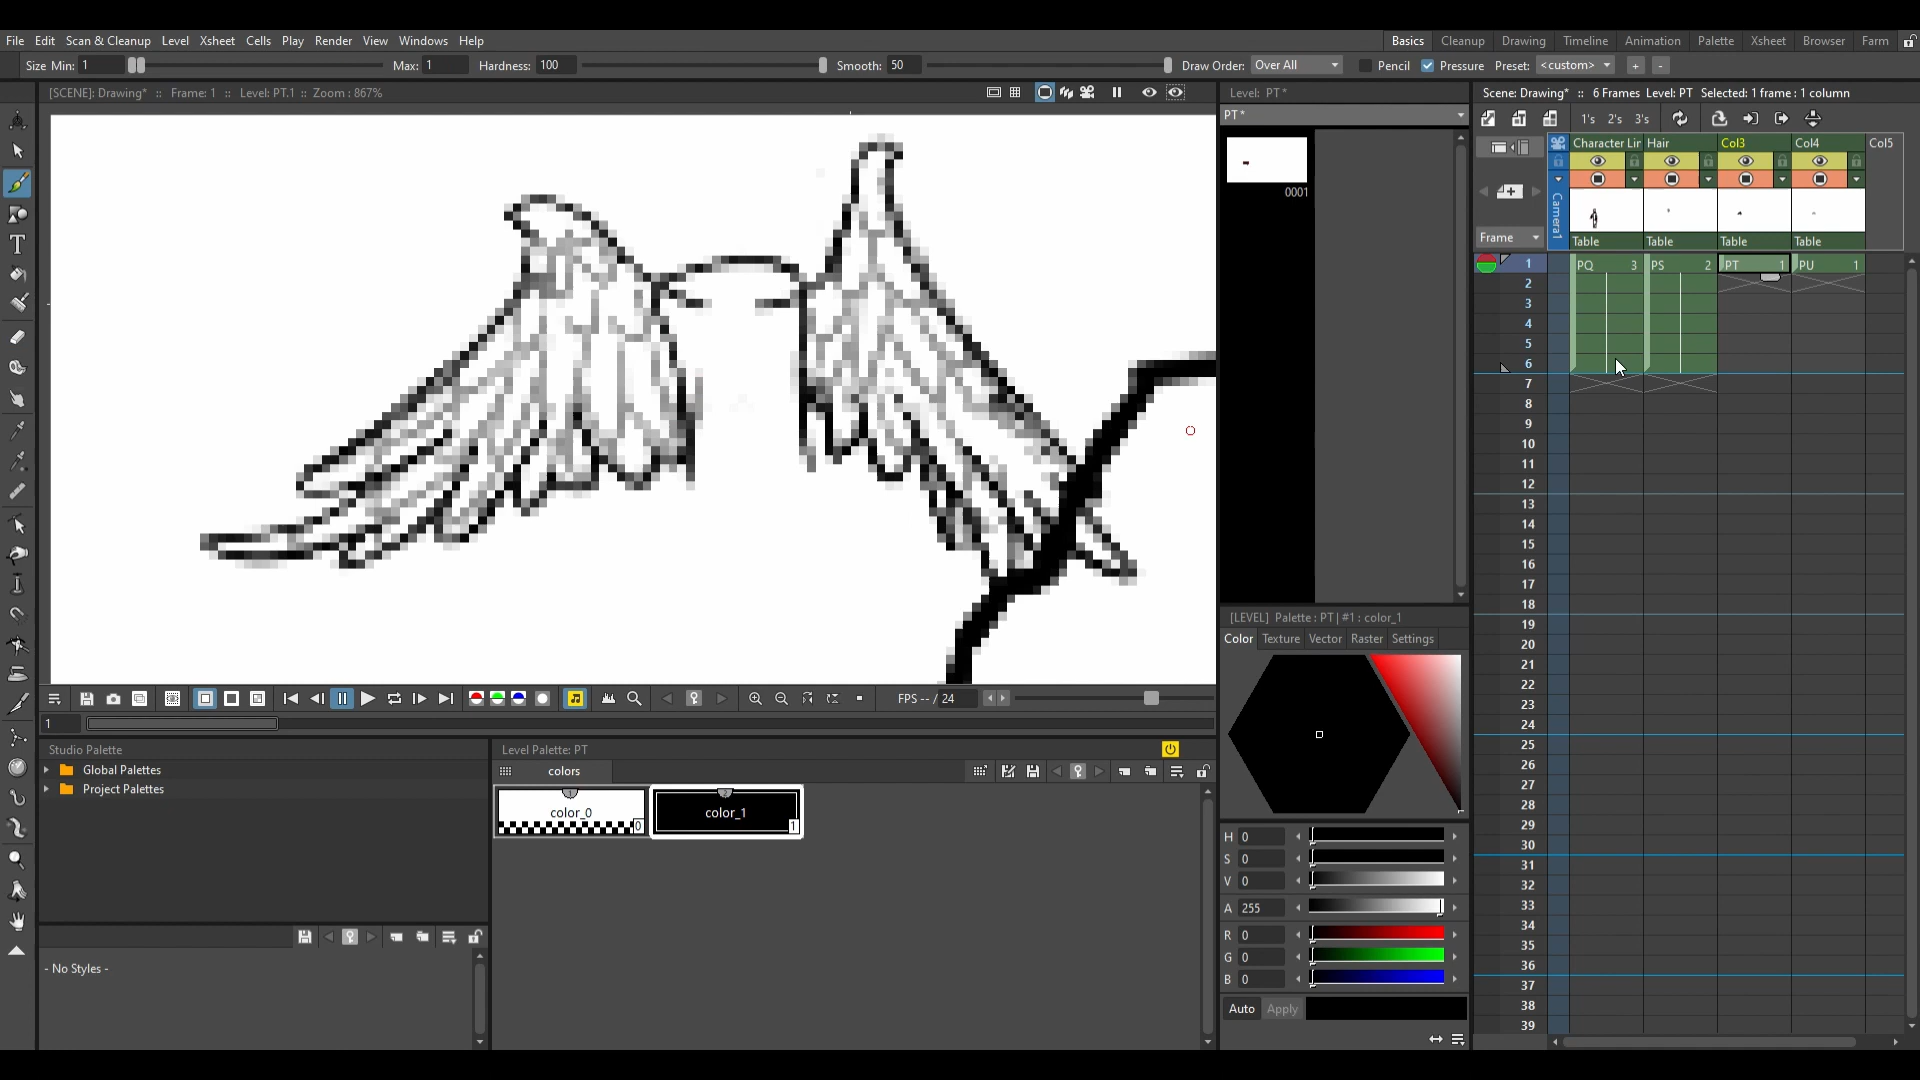 File Edit Scan & Cleanup Level Xsheet Cells Play Render View Windows Help
Basics Cleanup Drawing Timeline Animation Palette Xsheet Browser Farm
Size Min: 1 Max: 1 Hardness: 100 Smooth: 50 Draw Order: Over All Pencil Pressure Preset: <custom> + -
[SCENE]: Drawing* :: Frame: 1 :: Level: PT.1 :: Zoom : 867%
Level: PT*
Scene: Drawing* :: 6 Frames Level: PT Selected: 1 frame : 1 column
PT*
1's 2's 3's
Character Lin Hair Col3 Col4 Col5
0001
Camera1
Frame
Table Table Table Table
1 PQ 3 PS 2 PT 1 PU 1
2
3
4
5
6
7
8
9
10
11
12
13
14
15
16
17
18
19
20
21
22
23
24
25
26
27
28
29
30
31
32
33
34
35
36
37
38
39
[LEVEL] Palette : PT | #1 : color_1
Color Texture Vector Raster Settings
FPS -- / 24
1
Studio Palette
Global Palettes
Project Palettes
- No Styles -
Level Palette: PT
colors
1 2
color_0 color_1
0 1
H 0
S 0
V 0
A 255
R 0
G 0
B 0
Auto Apply